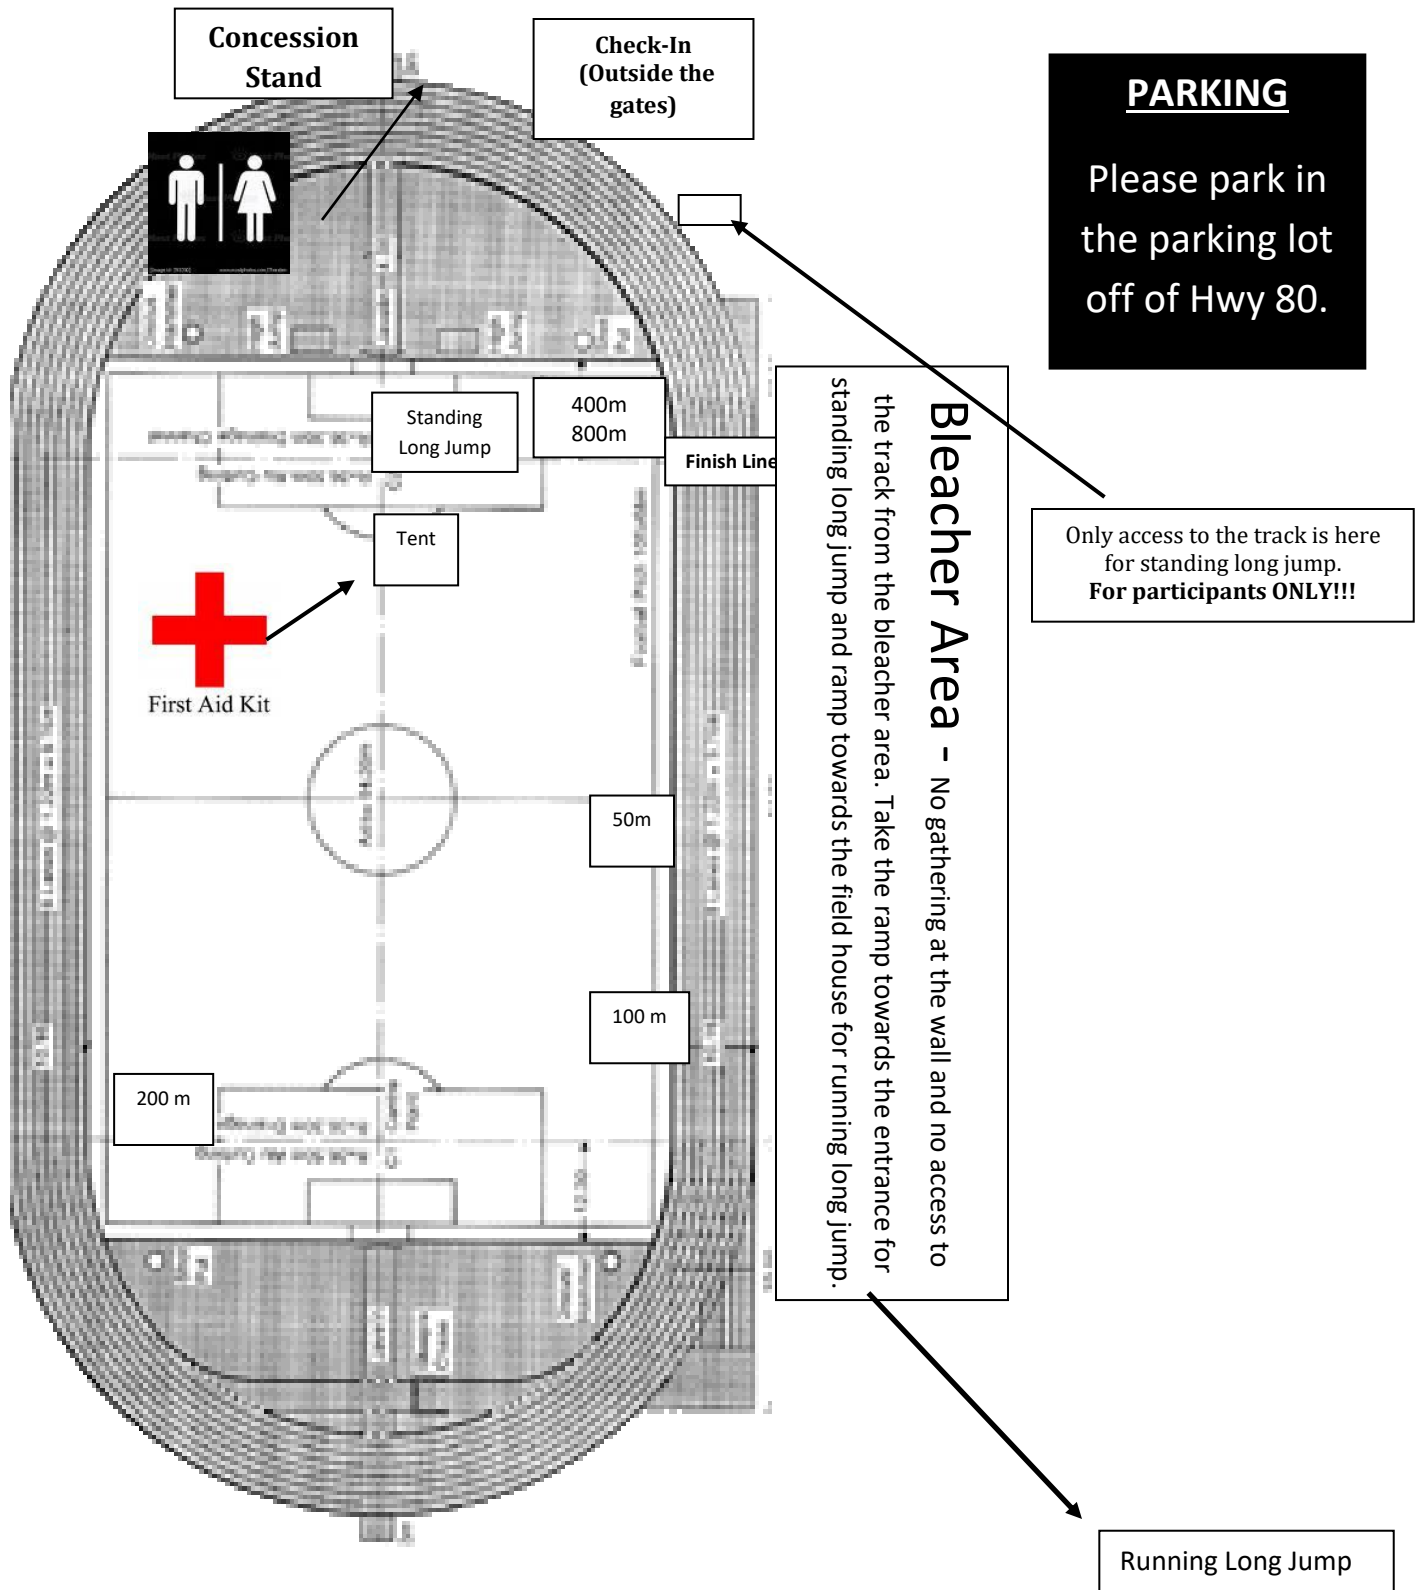 Concession
Stand
Check-In
(Outside the
gates)
PARKING
Please park in
the parking lot
off of Hwy 80.
Standing
Long Jump
400m
800m
Finish Line
Tent
First Aid Kit
Bleacher Area - No gathering at the wall and no access to
the track from the bleacher area. Take the ramp towards the entrance for
standing long jump and ramp towards the field house for running long jump.
Only access to the track is here
for standing long jump.
For participants ONLY!!!
50m
100 m
200 m
Running Long Jump